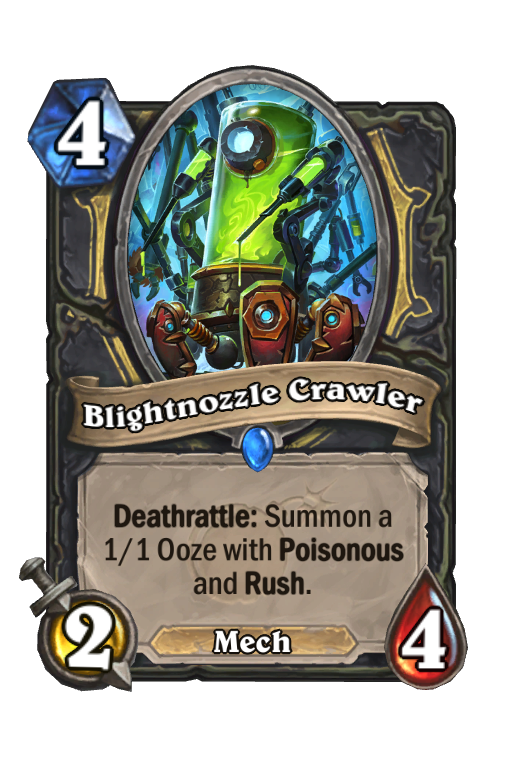 4
Blightnozzle Crawler
Deathrattle: Summon a
1/1 Ooze with Poisonous
and Rush.
2
Mech
4